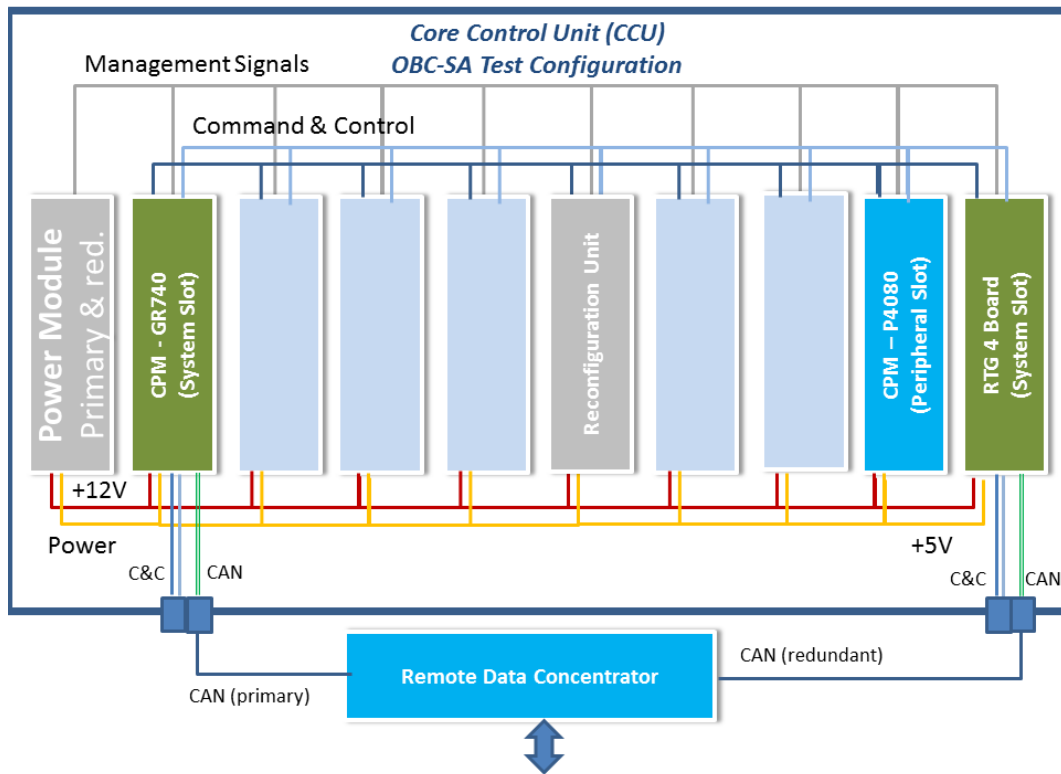 Core Control Unit (CCU)
OBC-SA Test Configuration
Management Signals
Command & Control
Power Module
Primary & red.
CPM - GR740
(System Slot)
Reconfiguration Unit
CPM – P4080
(Peripheral Slot)
RTG 4 Board
(System Slot)
+12V
Power
+5V
C&C
CAN
C&C
CAN
CAN (primary)
Remote Data Concentrator
CAN (redundant)